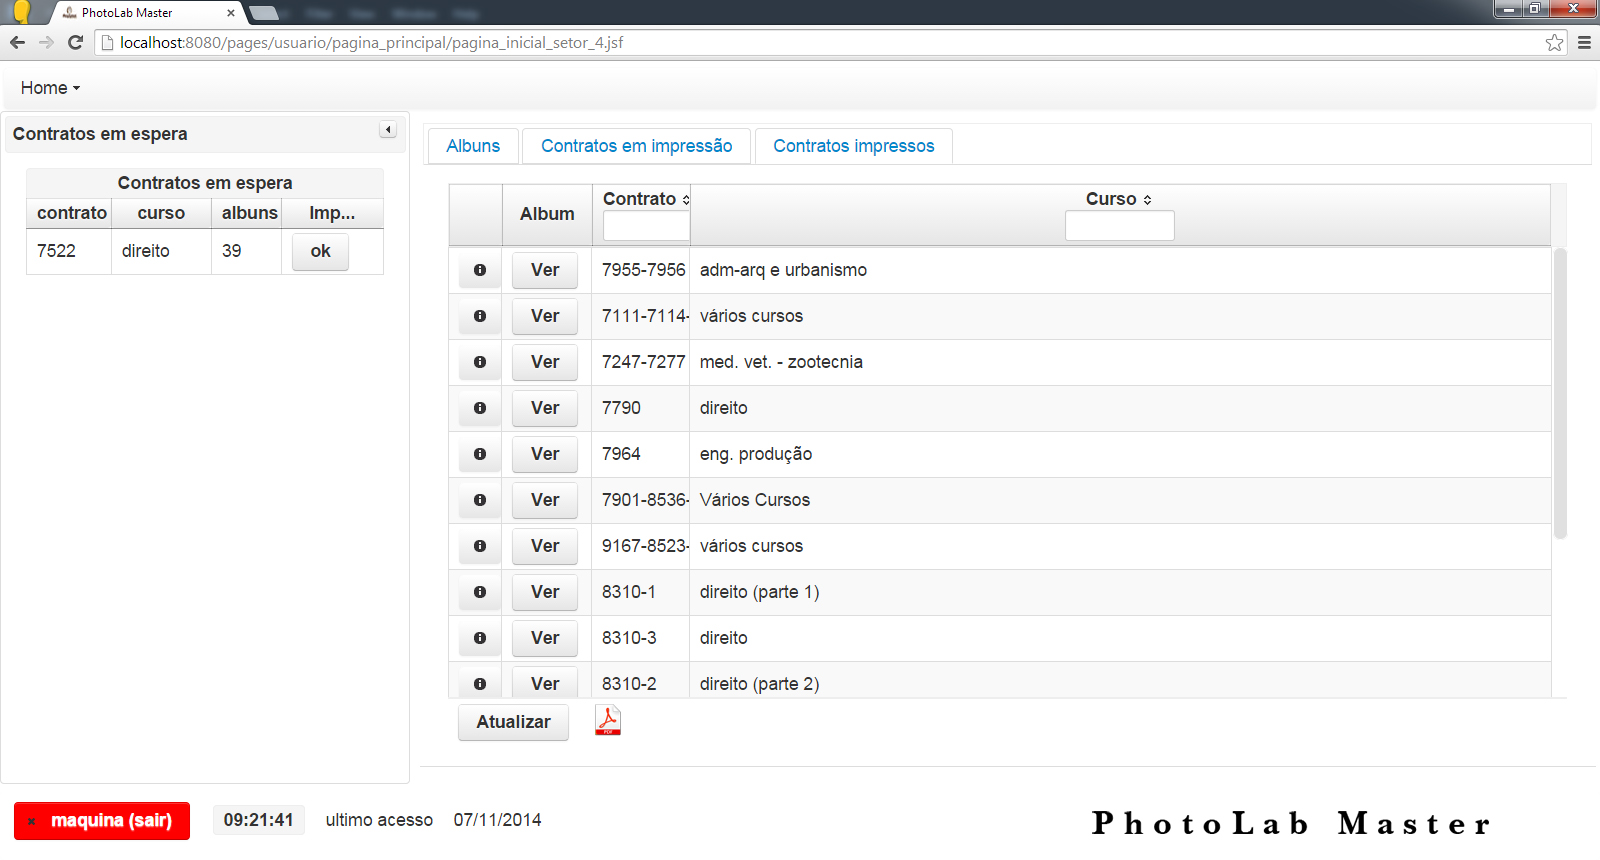 PhotoLab Master
localhost:8080/pages/usuario/pagina_principal/pagina_inicial_setor_4.jsf
Home
Contratos em espera
Contratos em espera
contrato curso albuns Imp...
7522 direito 39 ok
Albuns Contratos em impressão Contratos impressos
Album Contrato Curso
Ver 7955-7956 adm-arq e urbanismo
Ver 7111-7114- vários cursos
Ver 7247-7277 med. vet. - zootecnia
Ver 7790 direito
Ver 7964 eng. produção
Ver 7901-8536- Vários Cursos
Ver 9167-8523- vários cursos
Ver 8310-1 direito (parte 1)
Ver 8310-3 direito
Ver 8310-2 direito (parte 2)
Atualizar PDF
maquina (sair) 09:21:41 ultimo acesso 07/11/2014
PhotoLab Master